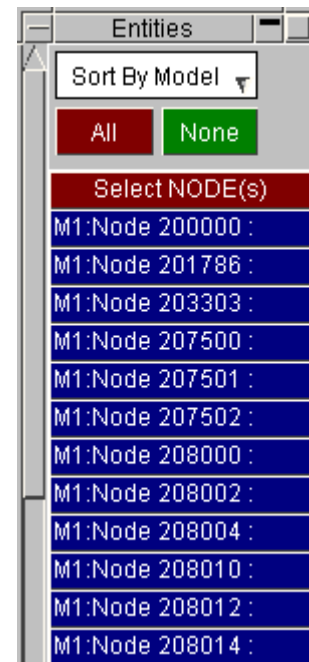 Entities
Sort By Model
All None
Select NODE(s)
M1:Node 200000 :
M1:Node 201786 :
M1:Node 203303 :
M1:Node 207500 :
M1:Node 207501 :
M1:Node 207502 :
M1:Node 208000 :
M1:Node 208002 :
M1:Node 208004 :
M1:Node 208010 :
M1:Node 208012 :
M1:Node 208014 :